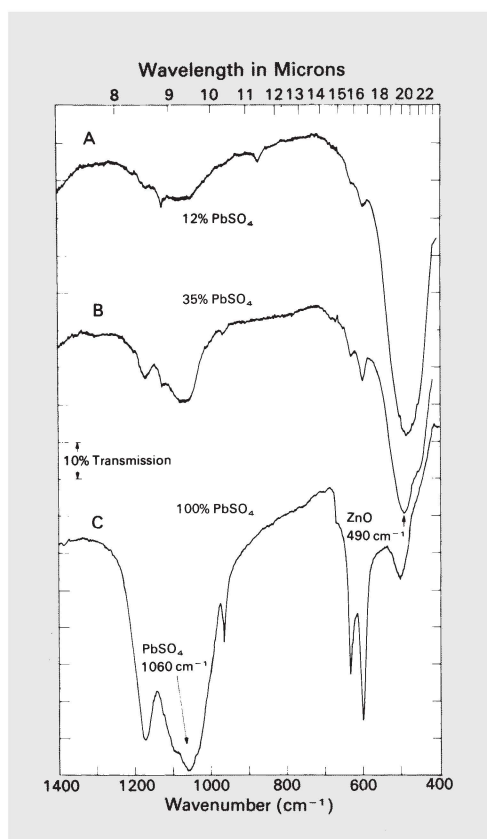 Wavelength in Microns
8 9 10 11 12 13 14 15 16 18 20 22
A
12% PbSO₄
35% PbSO₄
B
10% Transmission
C
100% PbSO₄
ZnO
490 cm⁻¹
PbSO₄
1060 cm⁻¹
1400 1200 1000 800 600 400
Wavenumber (cm⁻¹)